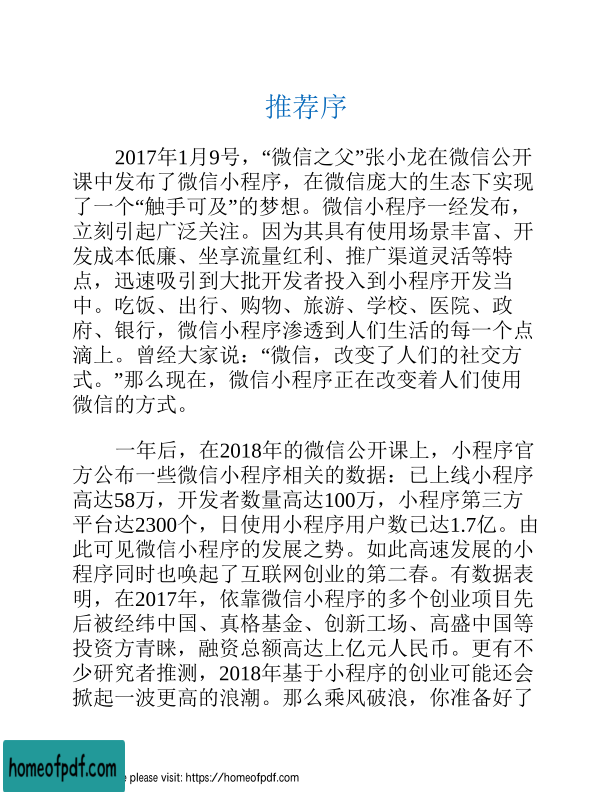 推荐序
2017年1月9号，“微信之父”张小龙在微信公开
课中发布了微信小程序，在微信庞大的生态下实现
了一个“触手可及”的梦想。微信小程序一经发布，
立刻引起广泛关注。因为其具有使用场景丰富、开
发成本低廉、坐享流量红利、推广渠道灵活等特
点，迅速吸引到大批开发者投入到小程序开发当
中。吃饭、出行、购物、旅游、学校、医院、政
府、银行，微信小程序渗透到人们生活的每一个点
滴上。曾经大家说：“微信，改变了人们的社交方
式。”那么现在，微信小程序正在改变着人们使用
微信的方式。
一年后，在2018年的微信公开课上，小程序官
方公布一些微信小程序相关的数据：已上线小程序
高达58万，开发者数量高达100万，小程序第三方
平台达2300个，日使用小程序用户数已达1.7亿。由
此可见微信小程序的发展之势。如此高速发展的小
程序同时也唤起了互联网创业的第二春。有数据表
明，在2017年，依靠微信小程序的多个创业项目先
后被经纬中国、真格基金、创新工场、高盛中国等
投资方青睐，融资总额高达上亿元人民币。更有不
少研究者推测，2018年基于小程序的创业可能还会
掀起一波更高的浪潮。那么乘风破浪，你准备好了
homeofpdf.com
please visit: https://homeofpdf.com